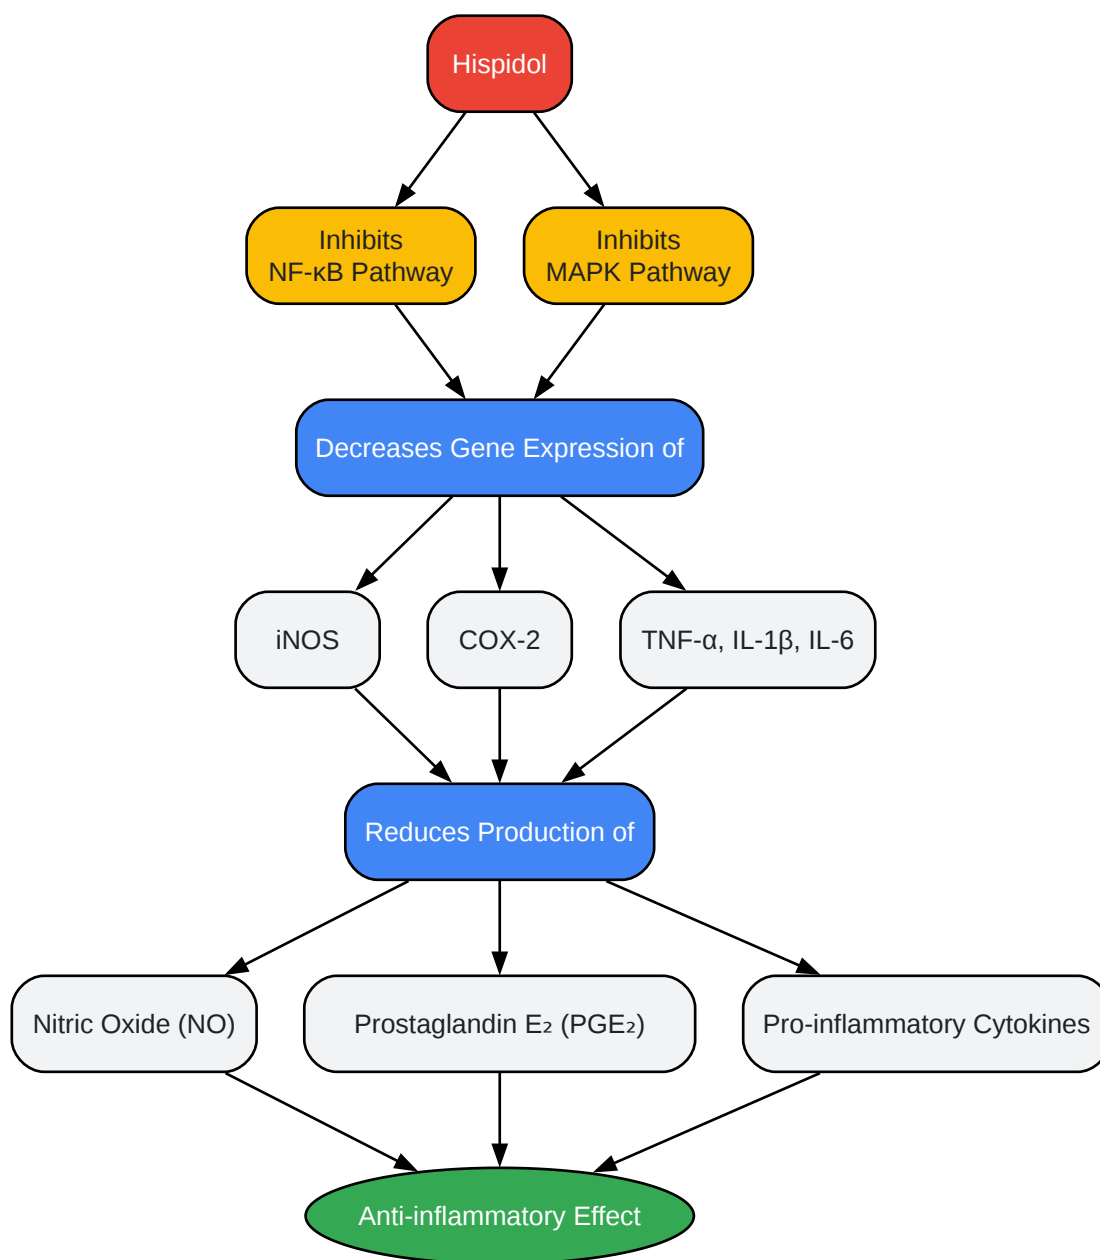 Hispidol
Inhibits
NF-κB Pathway
Inhibits
MAPK Pathway
Decreases Gene Expression of
iNOS
COX-2
TNF-α, IL-1β, IL-6
Reduces Production of
Nitric Oxide (NO)
Prostaglandin E₂ (PGE₂)
Pro-inflammatory Cytokines
Anti-inflammatory Effect